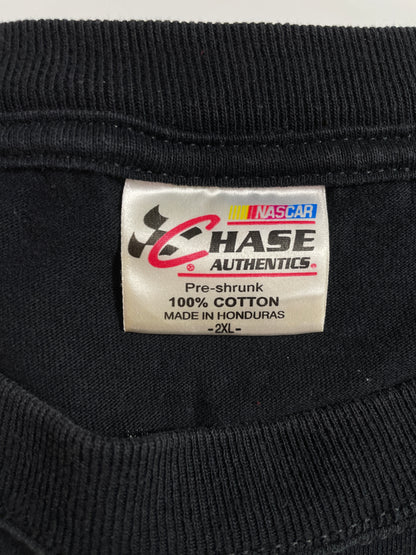 NASCAR
CHASE
® AUTHENTICS®
Pre-shrunk
100% COTTON
MADE IN HONDURAS
-2XL-